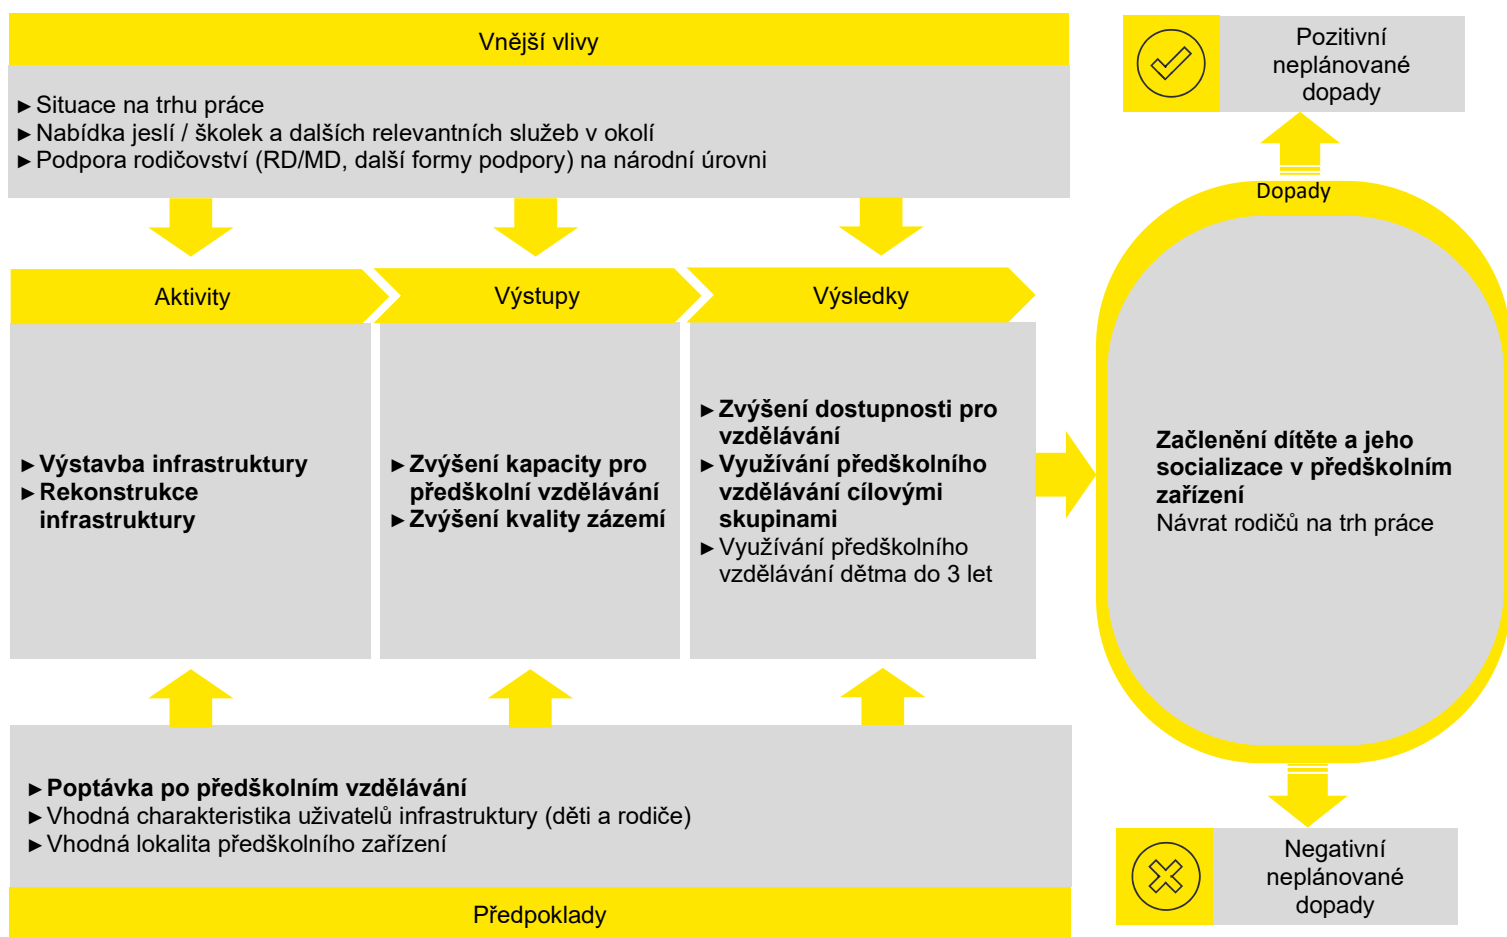 Vnější vlivy
►Situace na trhu práce
►Nabídka jeslí / školek a dalších relevantních služeb v okolí
►Podpora rodičovství (RD/MD, další formy podpory) na národní úrovni
Aktivity
►Výstavba infrastruktury
►Rekonstrukce
infrastruktury
Výstupy
►Zvýšení kapacity pro
předškolní vzdělávání
►Zvýšení kvality zázemí
Výsledky
►Zvýšení dostupnosti pro
vzdělávání
►Využívání předškolního
vzdělávání cílovými
skupinami
►Využívání předškolního
vzdělávání dětma do 3 let
►Poptávka po předškolním vzdělávání
►Vhodná charakteristika uživatelů infrastruktury (děti a rodiče)
►Vhodná lokalita předškolního zařízení
Předpoklady
Pozitivní
neplánované
dopady
Dopady
Začlenění dítěte a jeho
socializace v předškolním
zařízení
Návrat rodičů na trh práce
Negativní
neplánované
dopady